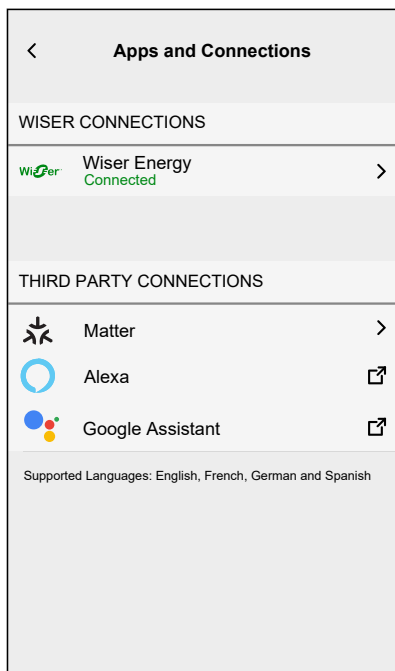 Apps and Connections
WISER CONNECTIONS
Wiser
Wiser Energy
Connected
THIRD PARTY CONNECTIONS
Matter
Alexa
Google Assistant
Supported Languages: English, French, German and Spanish